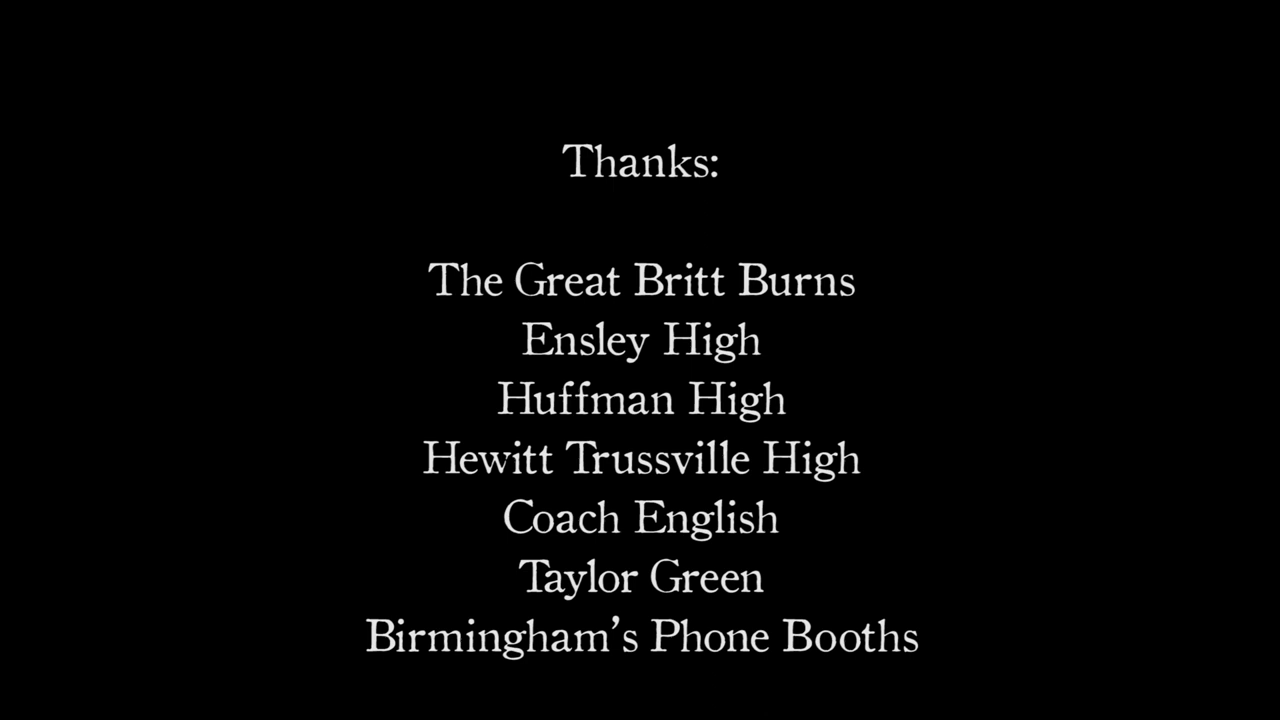 Thanks:
The Great Britt Burns
Ensley High
Huffman High
Hewitt Trussville High
Coach English
Taylor Green
Birmingham's Phone Booths